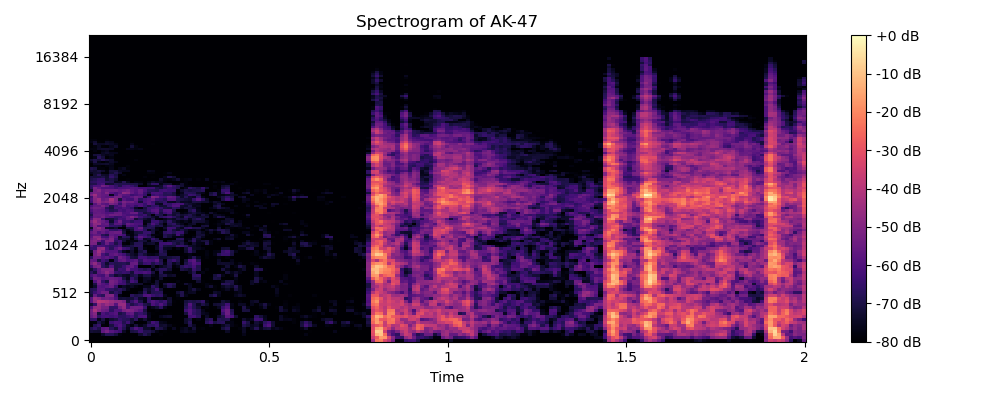 Spectrogram of AK-47
Hz
16384
8192
4096
2048
1024
512
0
0 0.5 1 1.5 2
Time
+0 dB
-10 dB
-20 dB
-30 dB
-40 dB
-50 dB
-60 dB
-70 dB
-80 dB